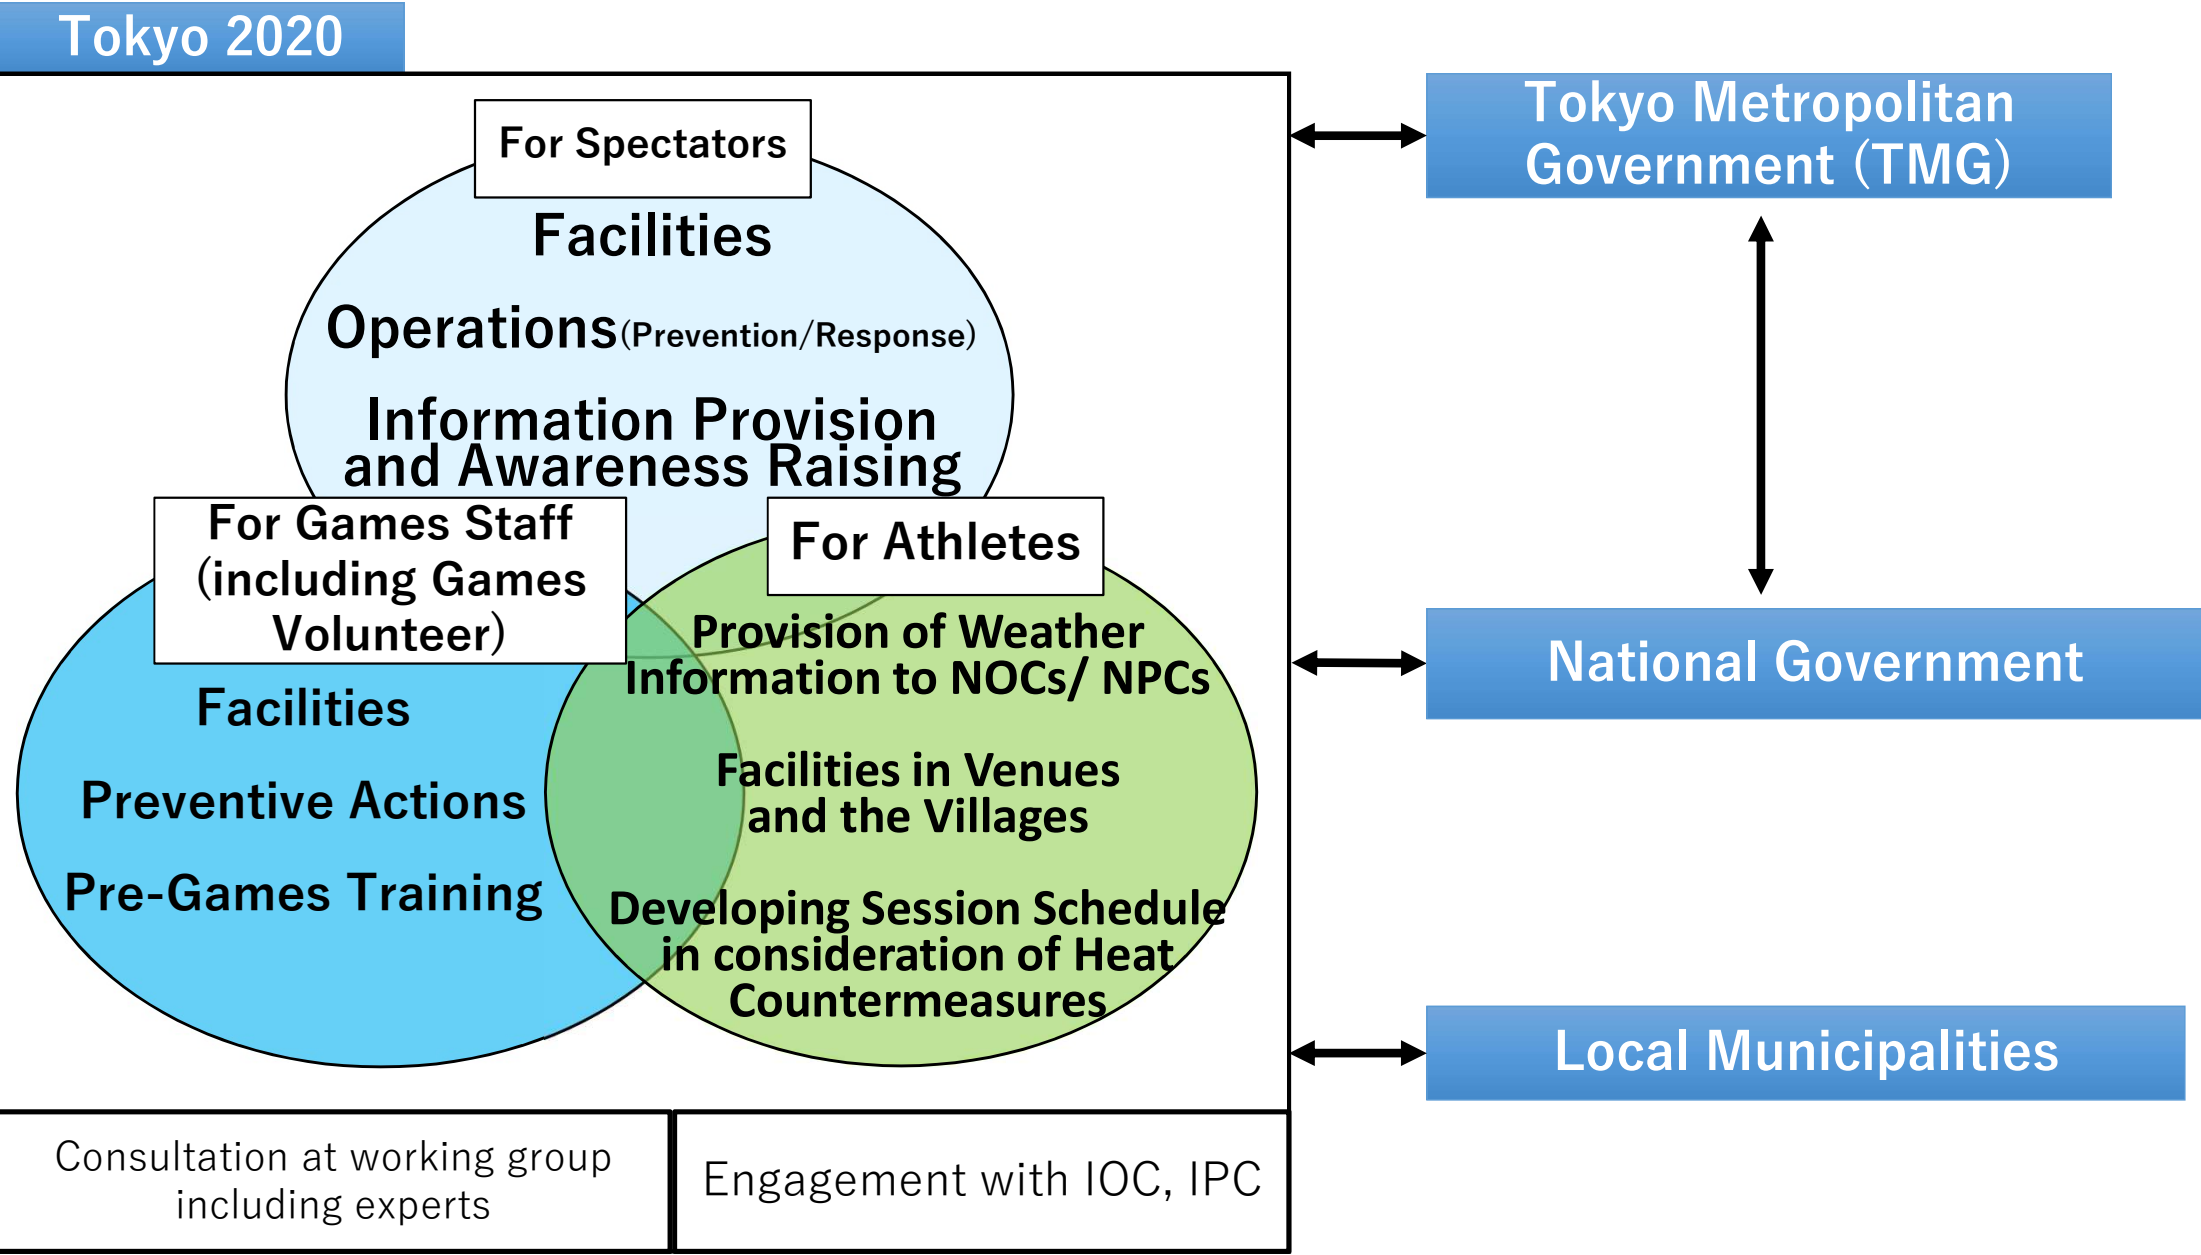 Tokyo 2020
For Spectators
Facilities
Operations(Prevention/Response)
Information Provision
and Awareness Raising
For Games Staff
(including Games
Volunteer)
Facilities
Preventive Actions
Pre-Games Training
For Athletes
Provision of Weather
Information to NOCs/ NPCs
Facilities in Venues
and the Villages
Developing Session Schedule
in consideration of Heat
Countermeasures
Consultation at working group
including experts
Engagement with IOC, IPC
Tokyo Metropolitan
Government (TMG)
National Government
Local Municipalities